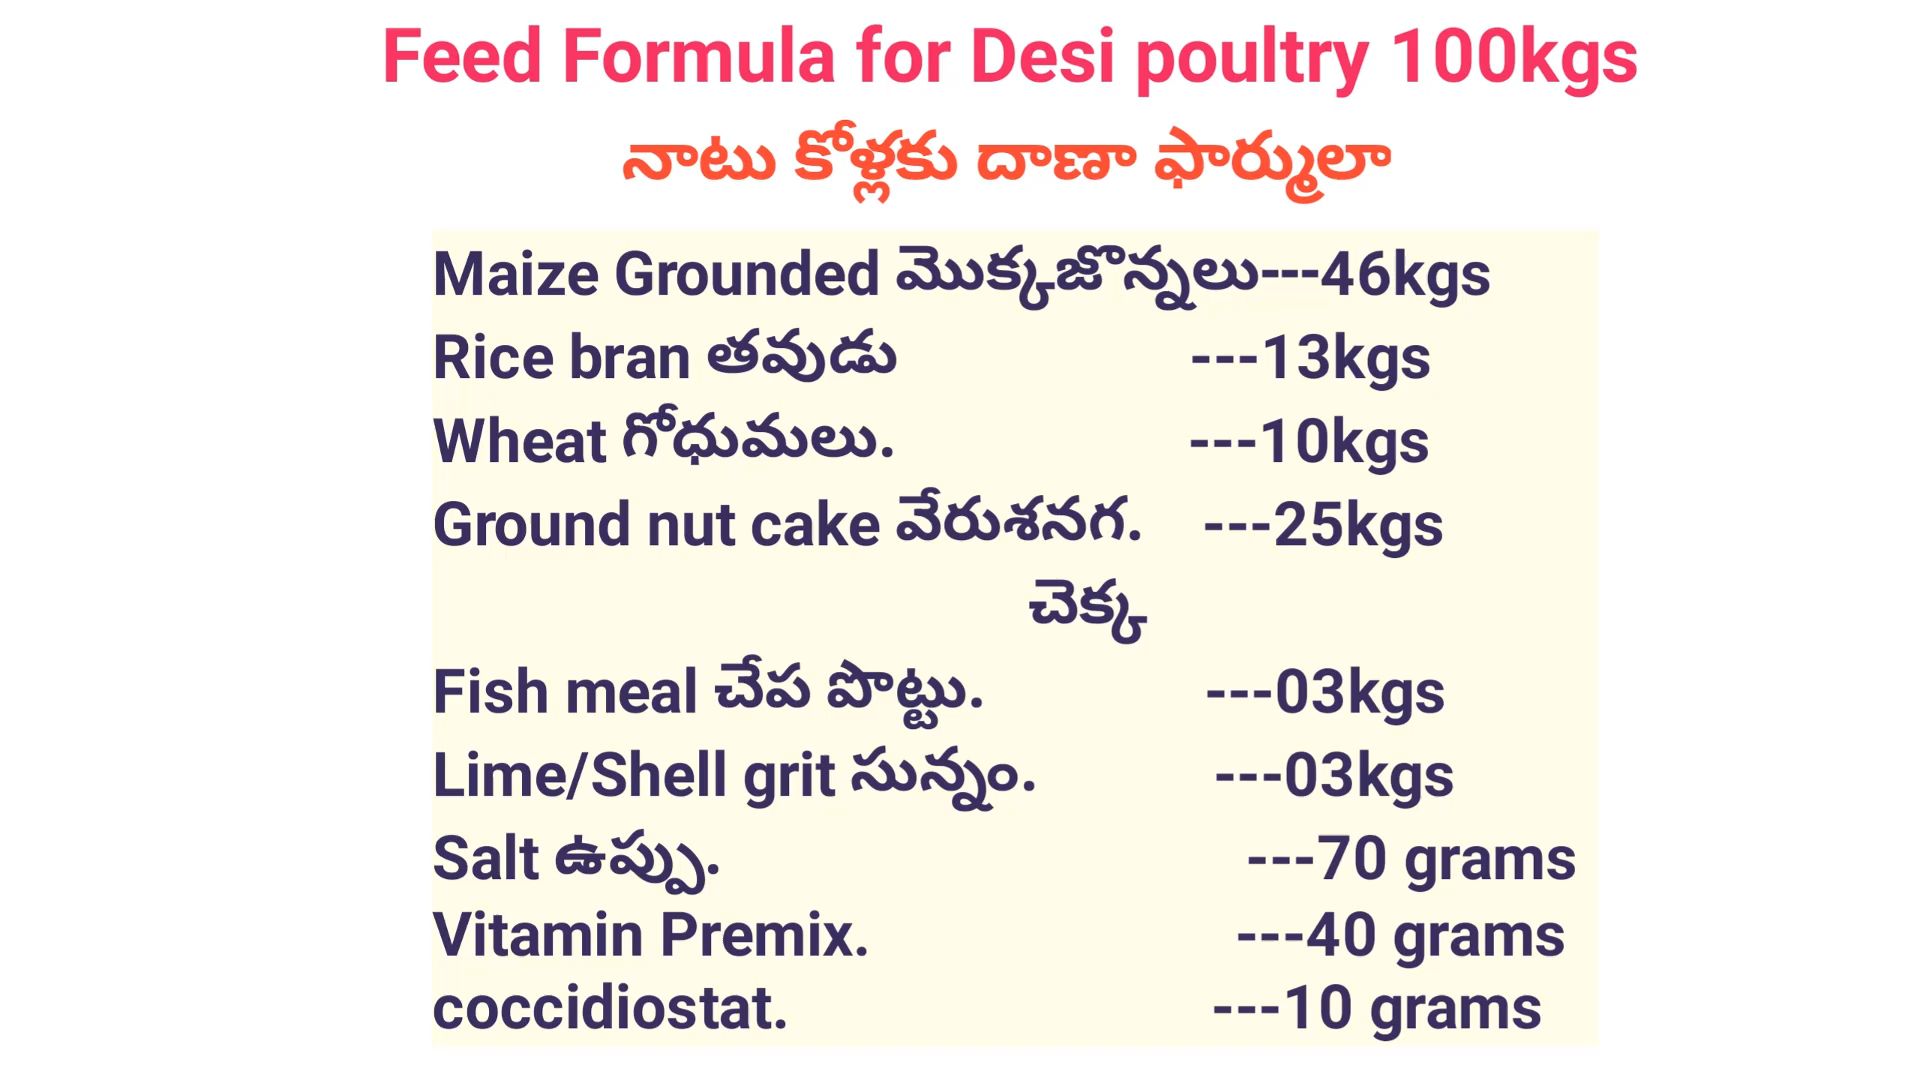 Feed Formula for Desi poultry 100kgs
నాటు కోళ్లకు దాణా ఫార్ములా
Maize Grounded మొక్కజొన్నలు---46kgs
Rice bran తవుడు ---13kgs
Wheat గోధుమలు. ---10kgs
Ground nut cake వేరుశనగ. ---25kgs
చెక్క
Fish meal చేప పొట్టు. ---03kgs
Lime/Shell grit సున్నం. ---03kgs
Salt ఉప్పు. ---70 grams
Vitamin Premix. ---40 grams
coccidiostat. ---10 grams